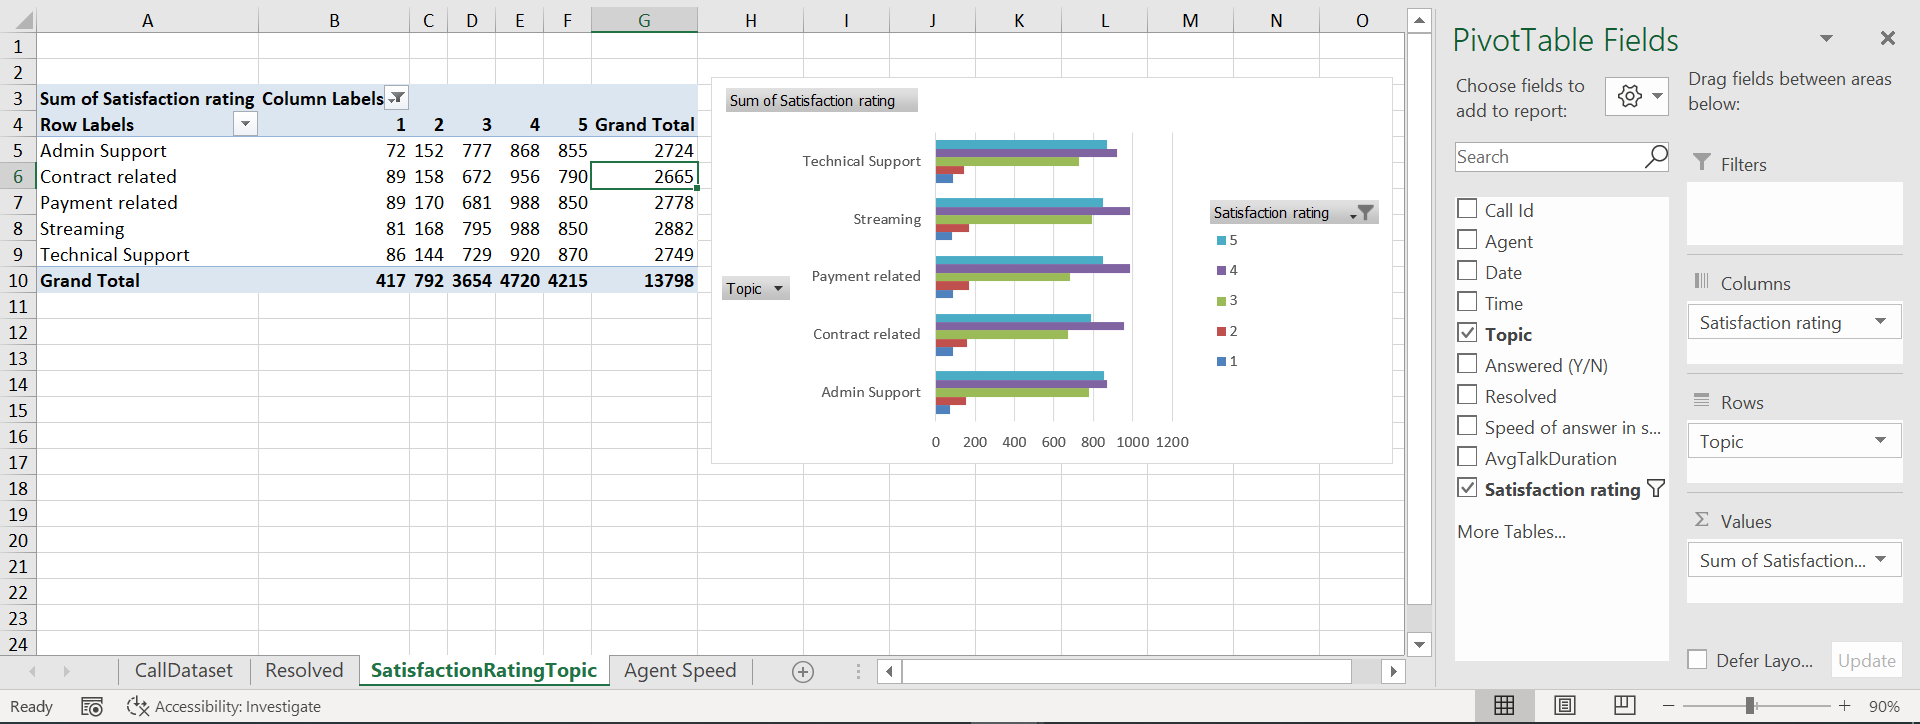 A B C D E F G H I J K L M N O
1
2
3 Sum of Satisfaction rating Column Labels
4 Row Labels 1 2 3 4 5 Grand Total
5 Admin Support 72 152 777 868 855 2724
6 Contract related 89 158 672 956 790 2665
7 Payment related 89 170 681 988 850 2778
8 Streaming 81 168 795 988 850 2882
9 Technical Support 86 144 729 920 870 2749
10 Grand Total 417 792 3654 4720 4215 13798
11
12
13
14
15
16
17
18
19
20
21
22
23
24
Sum of Satisfaction rating
Technical Support
Streaming
Payment related
Contract related
Admin Support
Topic
0 200 400 600 800 1000 1200
Satisfaction rating
5
4
3
2
1
PivotTable Fields
Choose fields to
add to report:
Search
Call Id
Agent
Date
Time
Topic
Answered (Y/N)
Resolved
Speed of answer in s...
AvgTalkDuration
Satisfaction rating
More Tables...
Drag fields between areas
below:
Filters
Columns
Satisfaction rating
Rows
Topic
Σ Values
Sum of Satisfaction...
Defer Layo... Update
CallDataset Resolved SatisfactionRatingTopic Agent Speed
Ready Accessibility: Investigate 90%